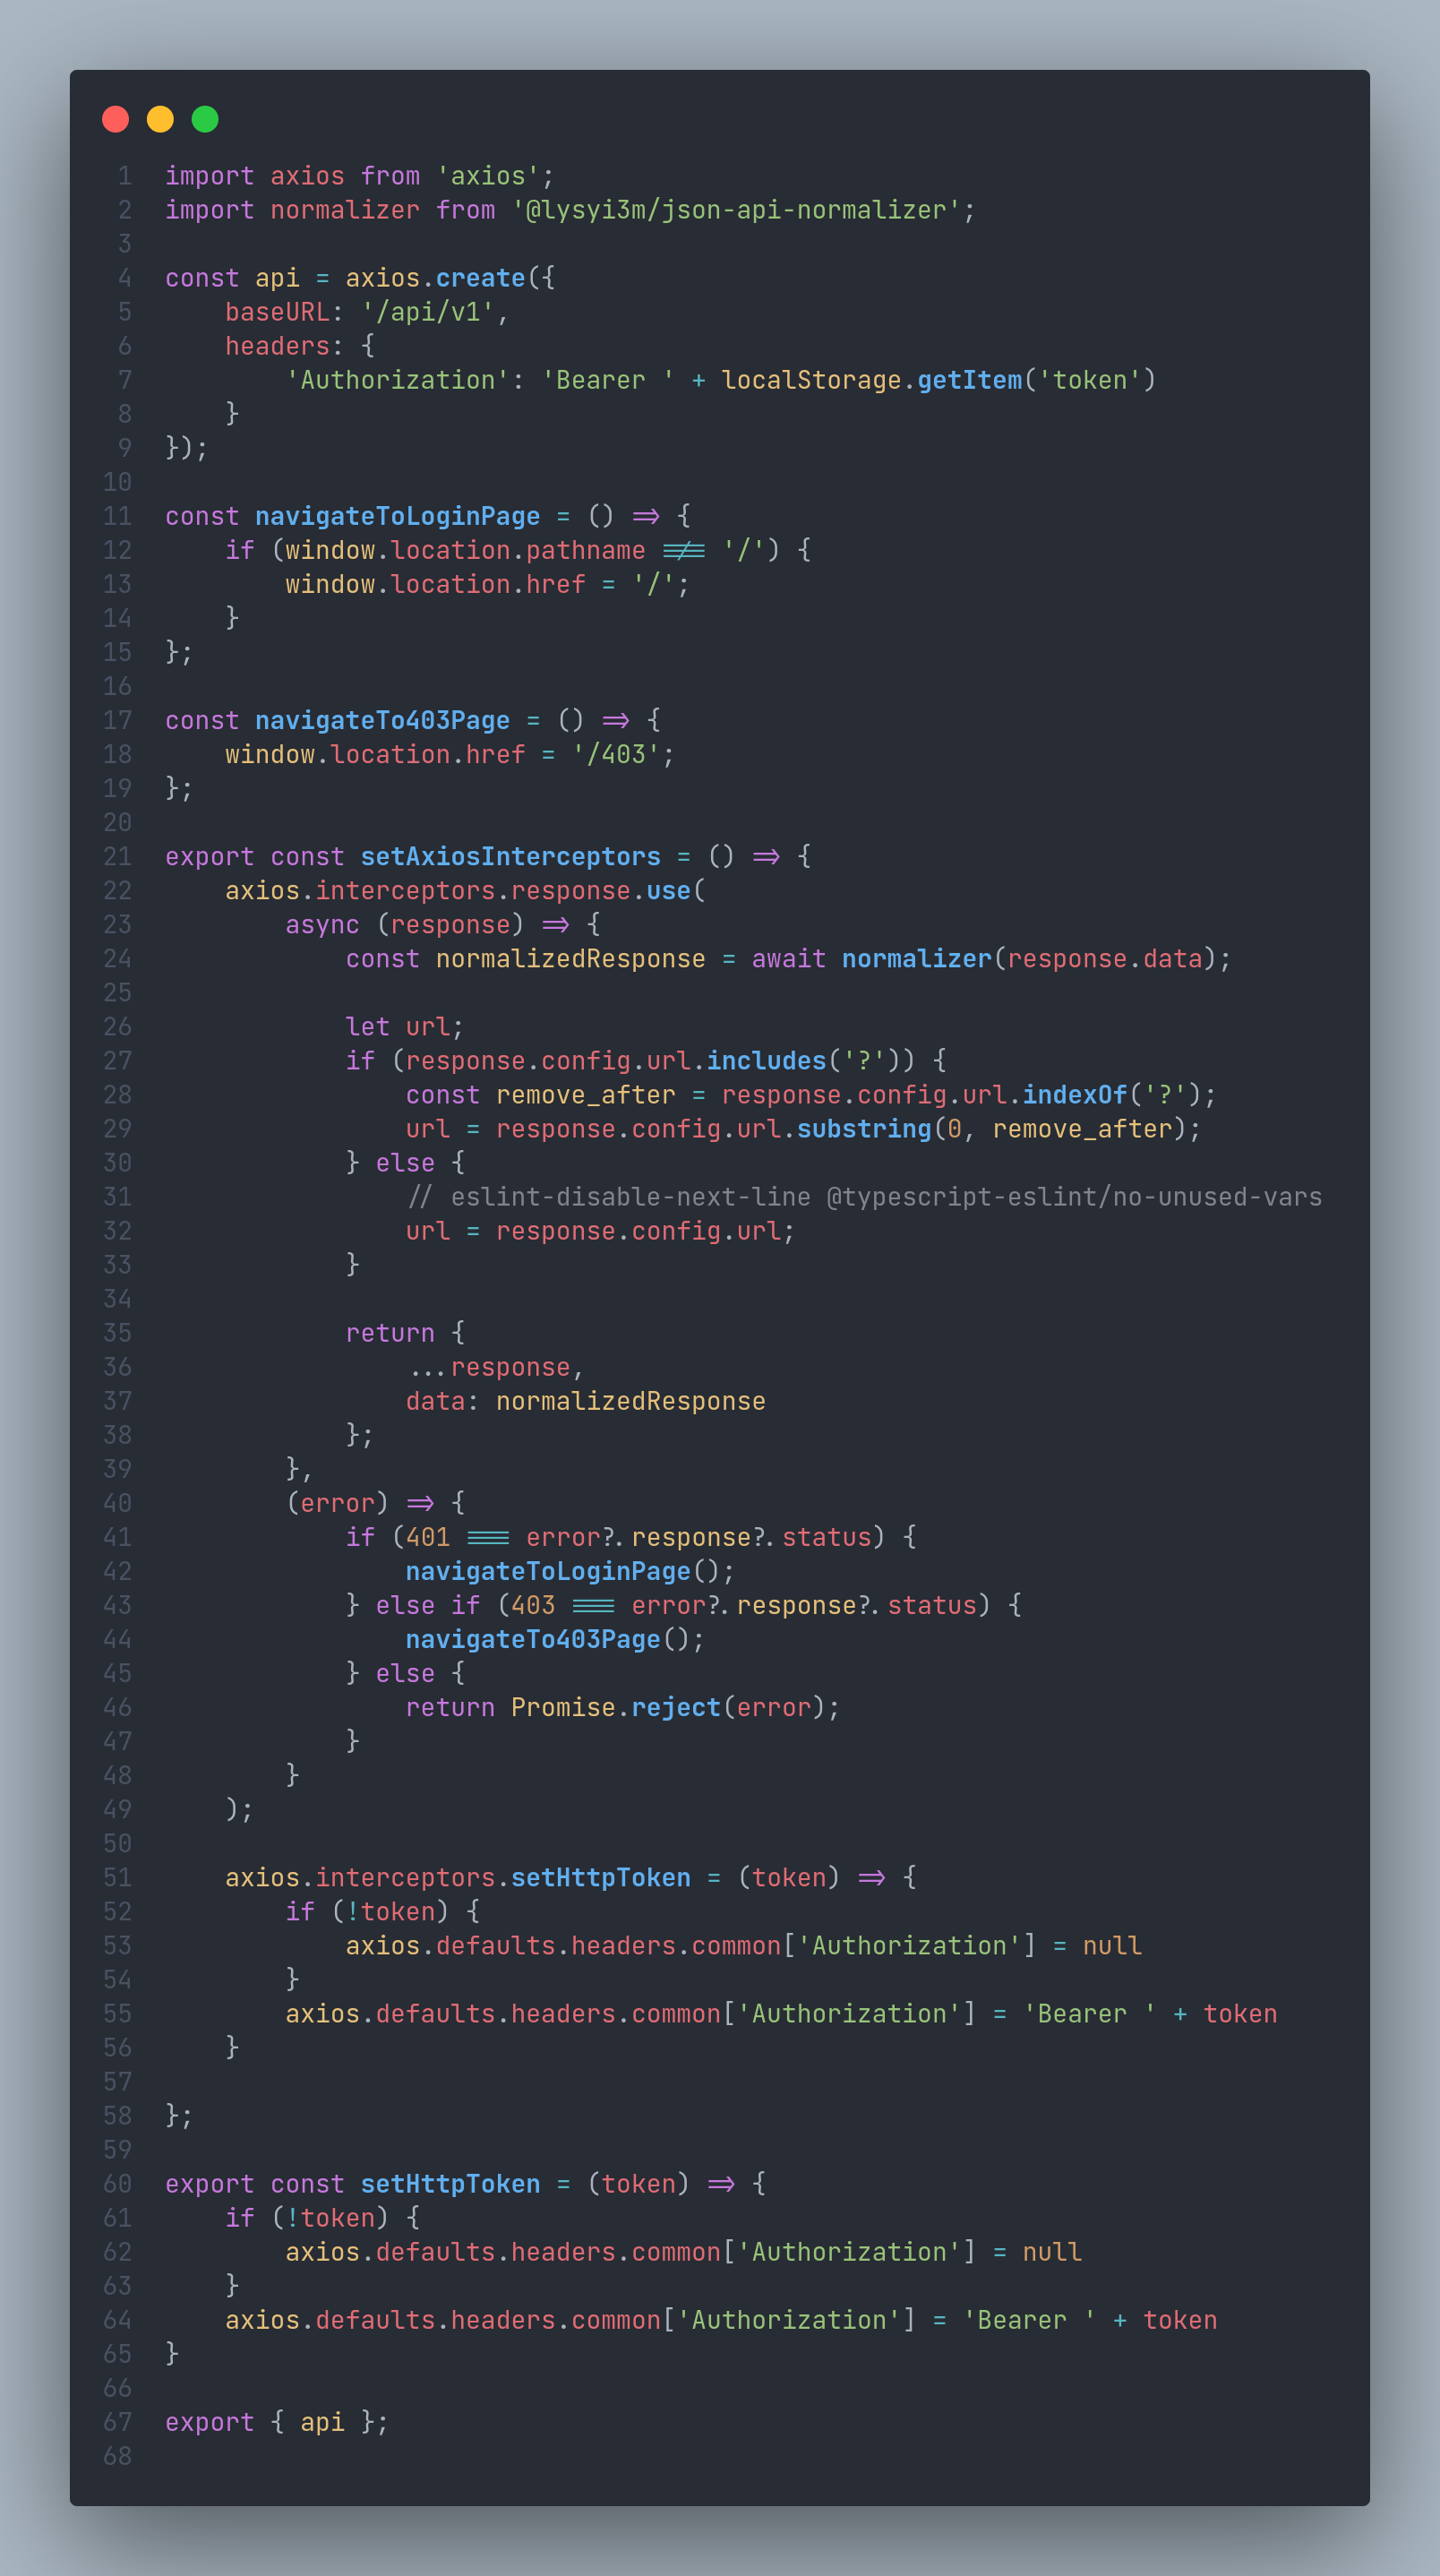 1 import axios from 'axios';
2 import normalizer from '@lysyi3m/json-api-normalizer';
3
4 const api = axios.create({
5     baseURL: '/api/v1',
6     headers: {
7         'Authorization': 'Bearer ' + localStorage.getItem('token')
8     }
9 });
10
11 const navigateToLoginPage = () => {
12     if (window.location.pathname !== '/') {
13         window.location.href = '/';
14     }
15 };
16
17 const navigateTo403Page = () => {
18     window.location.href = '/403';
19 };
20
21 export const setAxiosInterceptors = () => {
22     axios.interceptors.response.use(
23         async (response) => {
24             const normalizedResponse = await normalizer(response.data);
25
26             let url;
27             if (response.config.url.includes('?')) {
28                 const remove_after = response.config.url.indexOf('?');
29                 url = response.config.url.substring(0, remove_after);
30             } else {
31                 // eslint-disable-next-line @typescript-eslint/no-unused-vars
32                 url = response.config.url;
33             }
34
35             return {
36                 ...response,
37                 data: normalizedResponse
38             };
39         },
40         (error) => {
41             if (401 === error?.response?.status) {
42                 navigateToLoginPage();
43             } else if (403 === error?.response?.status) {
44                 navigateTo403Page();
45             } else {
46                 return Promise.reject(error);
47             }
48         }
49     );
50
51     axios.interceptors.setHttpToken = (token) => {
52         if (!token) {
53             axios.defaults.headers.common['Authorization'] = null
54         }
55         axios.defaults.headers.common['Authorization'] = 'Bearer ' + token
56     }
57
58 };
59
60 export const setHttpToken = (token) => {
61     if (!token) {
62         axios.defaults.headers.common['Authorization'] = null
63     }
64     axios.defaults.headers.common['Authorization'] = 'Bearer ' + token
65 }
66
67 export { api };
68